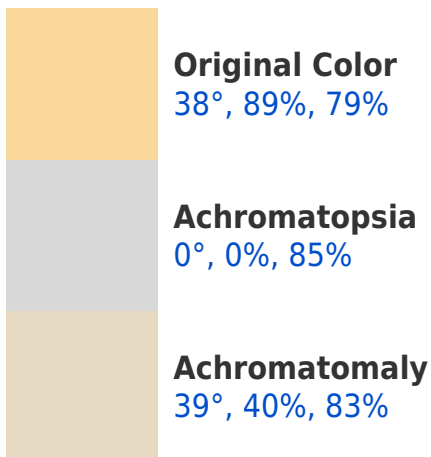 Original Color
38°, 89%, 79%
Achromatopsia
0°, 0%, 85%
Achromatomaly
39°, 40%, 83%